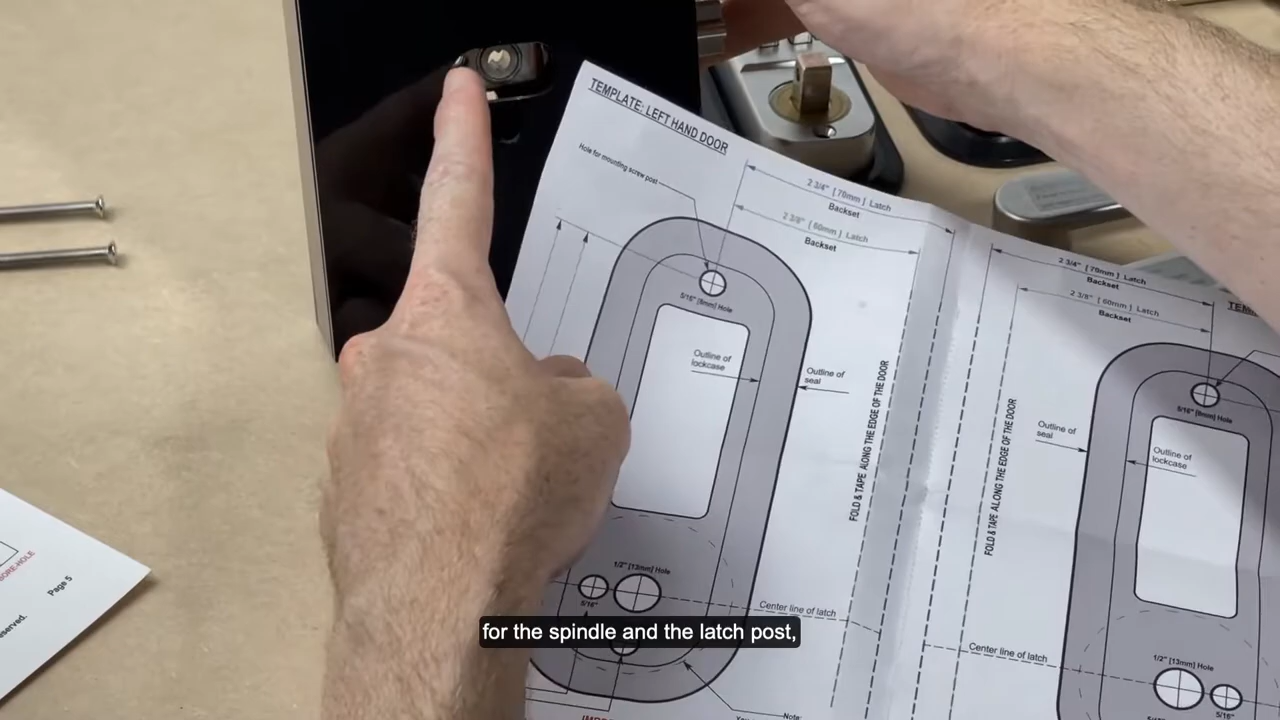 TEMPLATE: LEFT HAND DOOR
Hole for mounting screw post
2 3/4" [70mm] Latch
Backset
2 3/8" [60mm] Latch
Backset
5/16" [8mm] Hole
Outline of
lockcase
Outline of
seal
FOLD & TAPE ALONG THE EDGE OF THE DOOR
1/2" [13mm] Hole
5/16"
Center line of latch
Note:
2 3/4" [70mm] Latch
Backset
2 3/8" [60mm] Latch
Backset
5/16" [8mm] Hole
Outline of
seal
Outline of
lockcase
FOLD & TAPE ALONG THE EDGE OF THE DOOR
Center line of latch
1/2" [13mm] Hole
5/16"
Page 5
for the spindle and the latch post,